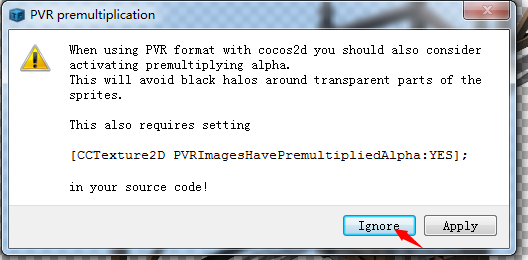 PVR premultiplication
When using PVR format with cocos2d you should also consider
activating premultiplying alpha.
This will avoid black halos around transparent parts of the
sprites.
This also requires setting
[CCTexture2D PVRImagesHavePremultipliedAlpha:YES];
in your source code!
Ignore
Apply